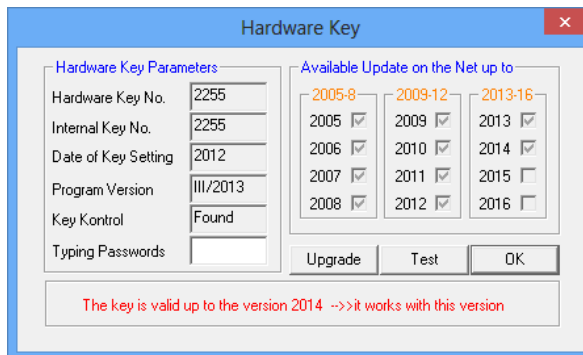 Hardware Key
Hardware Key Parameters
Hardware Key No. 2255
Internal Key No. 2255
Date of Key Setting 2012
Program Version III/2013
Key Kontrol Found
Typing Passwords
Available Update on the Net up to
2005-8 2009-12 2013-16
2005 2009 2013
2006 2010 2014
2007 2011 2015
2008 2012 2016
Upgrade Test OK
The key is valid up to the version 2014 -->>it works with this version